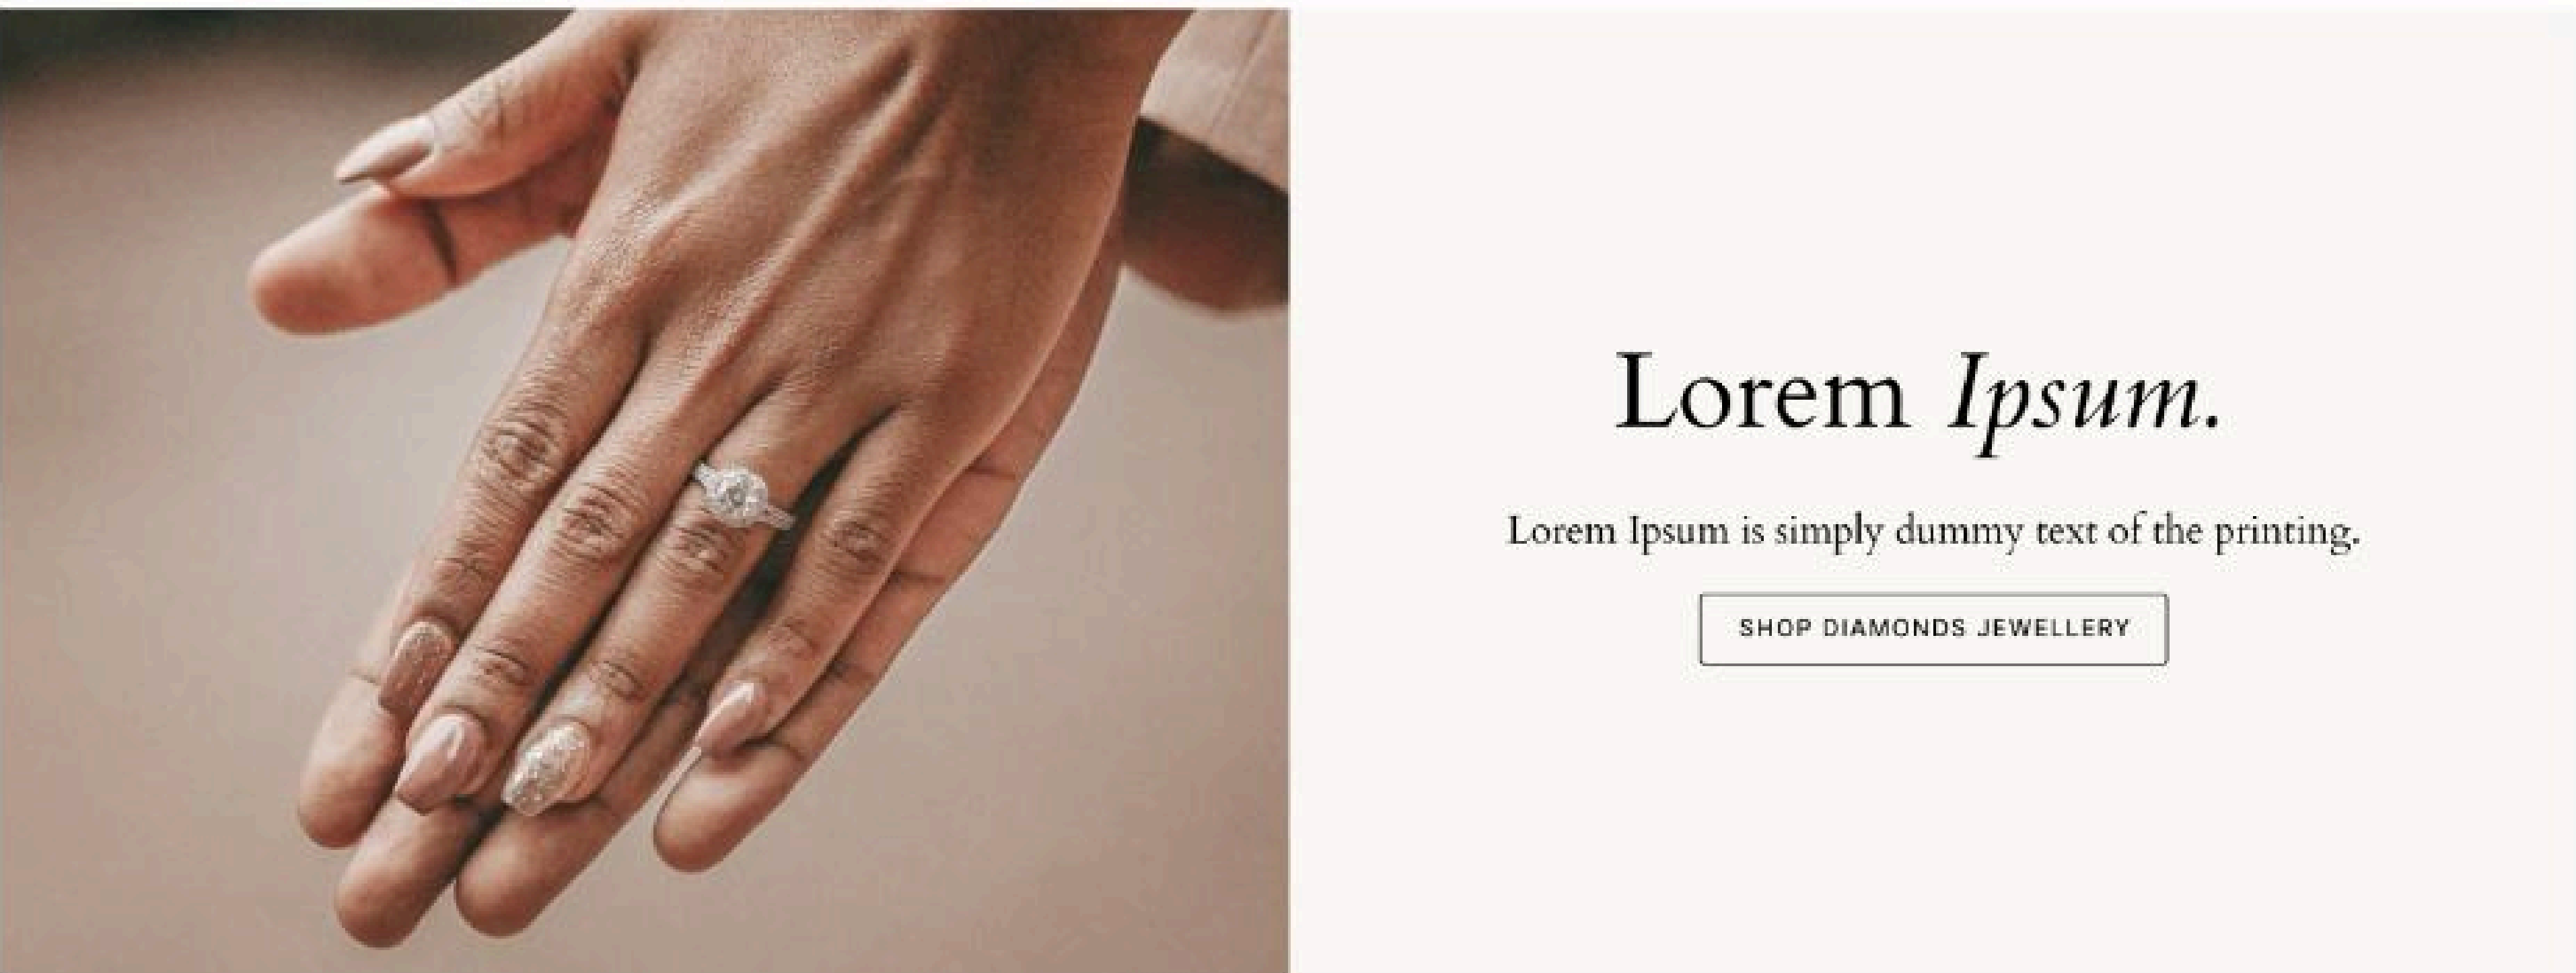 Lorem Ipsum.
Lorem Ipsum is simply dummy text of the printing.
SHOP DIAMONDS JEWELLERY